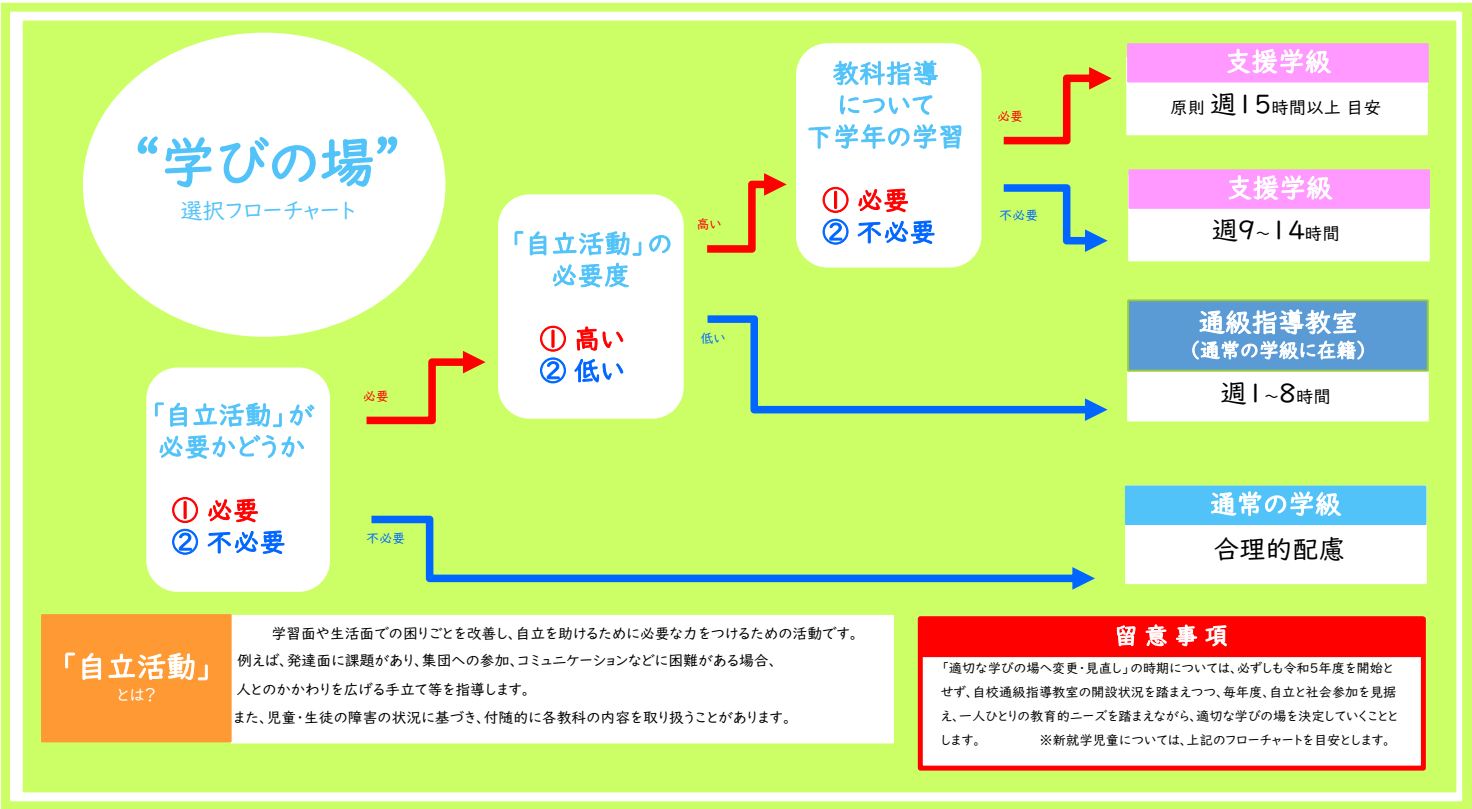 “学びの場”
選択フローチャート
「自立活動」が
必要かどうか
① 必要
② 不必要
必要
不必要
「自立活動」の
必要度
① 高い
② 低い
高い
低い
教科指導
について
下学年の学習
① 必要
② 不必要
必要
不必要
支援学級
原則 週15時間以上 目安
支援学級
週9~14時間
通級指導教室
(通常の学級に在籍)
週1~8時間
通常の学級
合理的配慮
「自立活動」
とは?
学習面や生活面での困りごとを改善し、自立を助けるために必要な力をつけるための活動です。
例えば、発達面に課題があり、集団への参加、コミュニケーションなどに困難がある場合、
人とのかかわりを広げる手立て等を指導します。
また、児童・生徒の障害の状況に基づき、付随的に各教科の内容を取り扱うことがあります。
留意事項
「適切な学びの場へ変更・見直し」の時期については、必ずしも令和5年度を開始と
せず、自校通級指導教室の開設状況を踏まえつつ、毎年度、自立と社会参加を見据
え、一人ひとりの教育的ニーズを踏まえながら、適切な学びの場を決定していくことと
します。 ※新就学児童については、上記のフローチャートを目安とします。